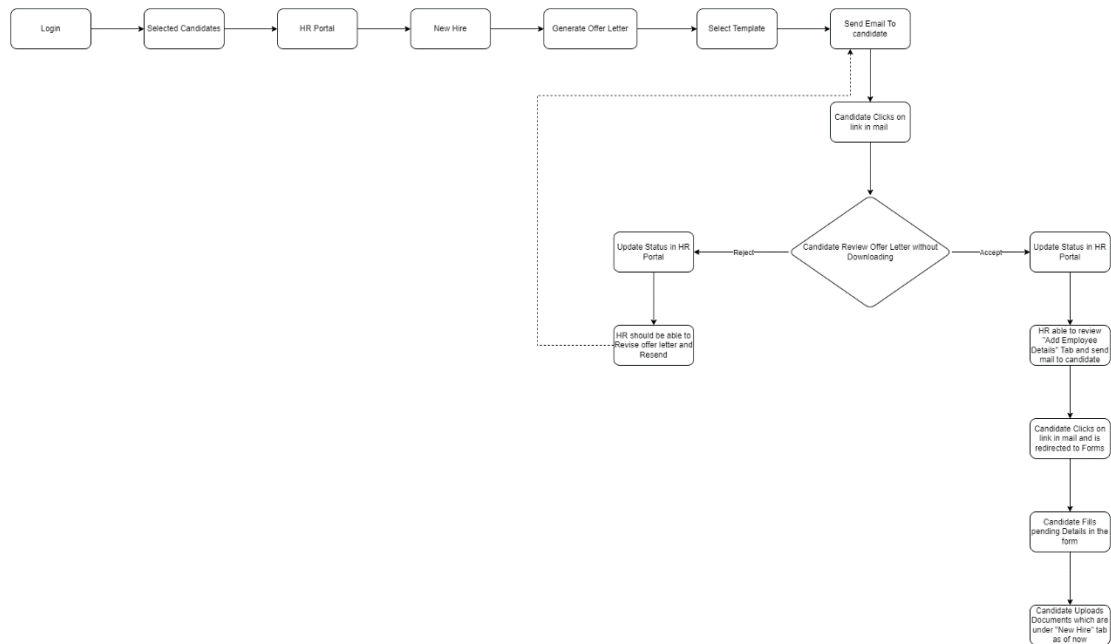 Login
Selected Candidates
HR Portal
New Hire
Generate Offer Letter
Select Template
Send Email To
candidate
Candidate Clicks on
link in mail
Candidate Review Offer Letter without
Downloading
Reject
Accept
Update Status in HR
Portal
HR should be able to
Revise offer letter and
Resend
Update Status in HR
Portal
HR able to review
"Add Employee
Details" Tab and send
mail to candidate
Candidate Clicks on
link in mail and is
redirected to Forms
Candidate Fills
pending Details in the
form
Candidate Uploads
Documents which are
under "New Hire" tab
as of now